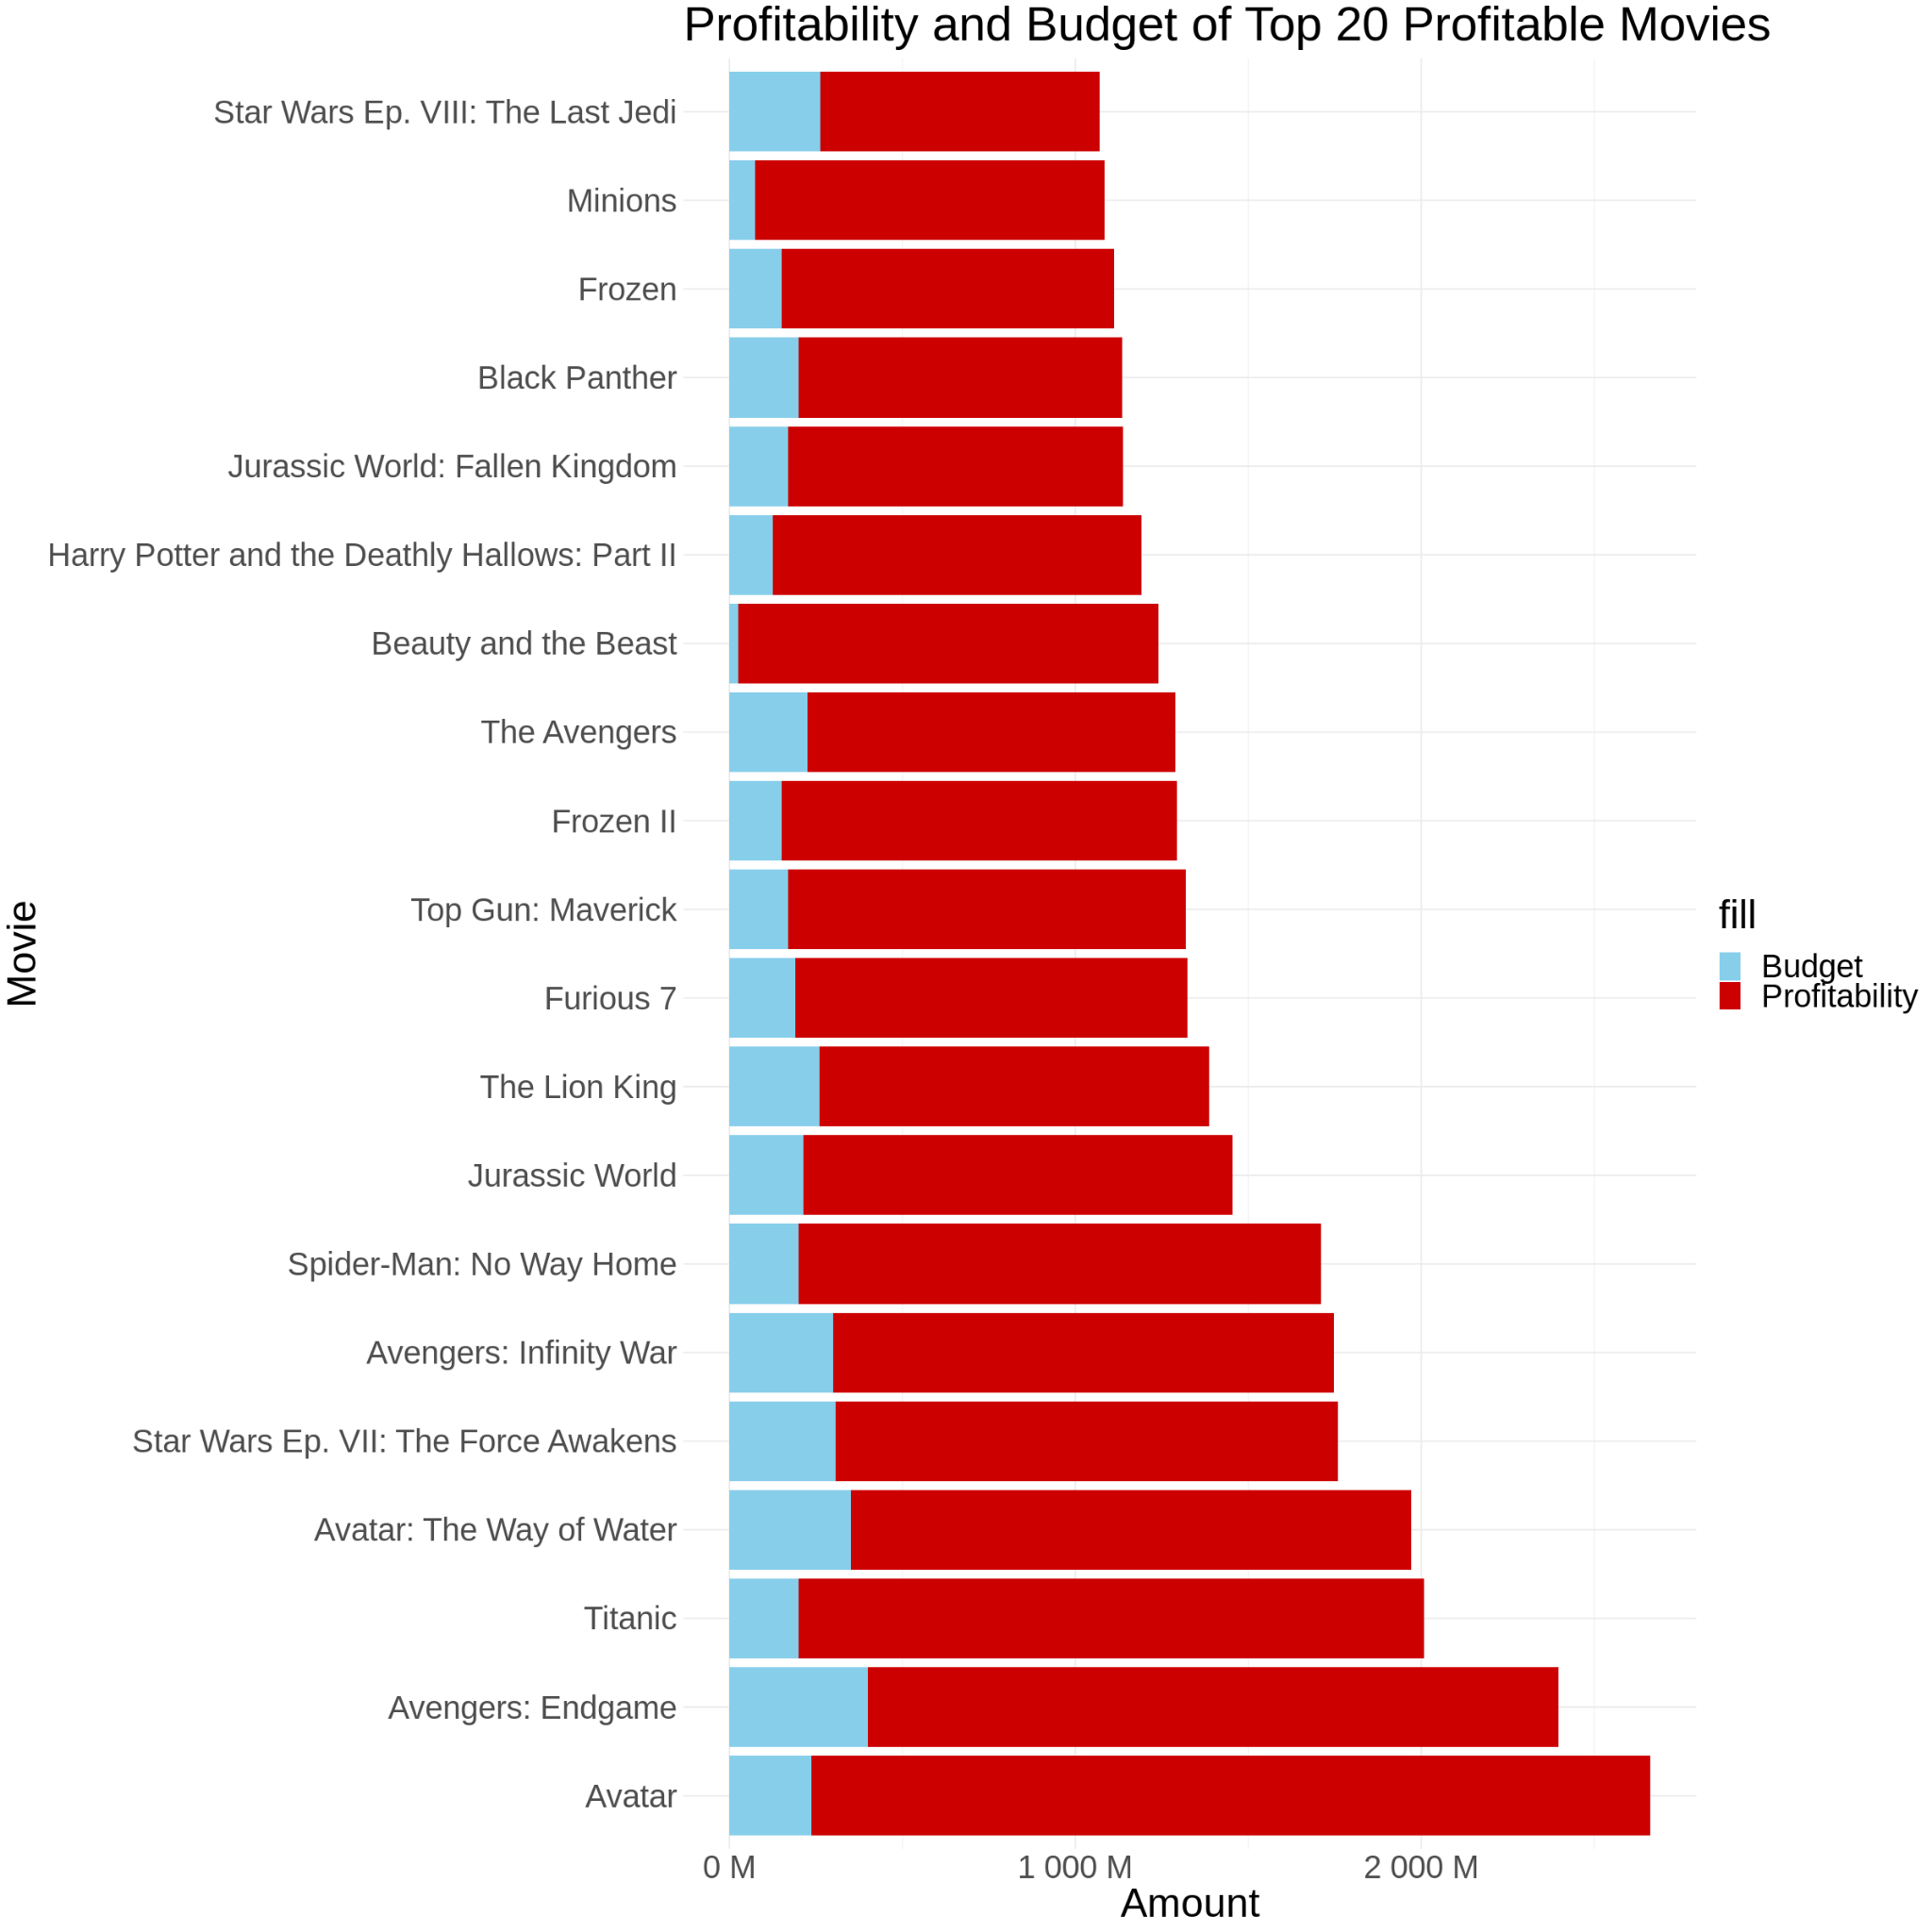 Profitability and Budget of Top 20 Profitable Movies
Star Wars Ep. VIII: The Last Jedi
Minions
Frozen
Black Panther
Jurassic World: Fallen Kingdom
Harry Potter and the Deathly Hallows: Part II
Beauty and the Beast
The Avengers
Frozen II
Top Gun: Maverick
Furious 7
The Lion King
Jurassic World
Spider-Man: No Way Home
Avengers: Infinity War
Star Wars Ep. VII: The Force Awakens
Avatar: The Way of Water
Titanic
Avengers: Endgame
Avatar
Movie
0 M 1 000 M 2 000 M
Amount
fill
Budget
Profitability